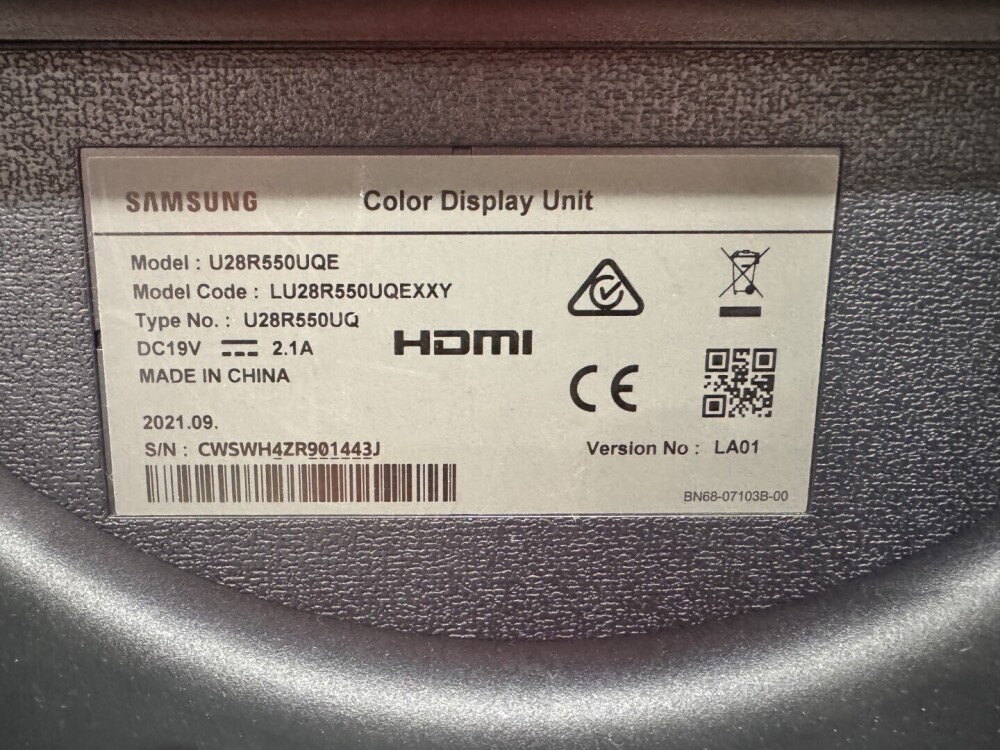 SAMSUNG Color Display Unit
Model : U28R550UQE
Model Code : LU28R550UQEXXY
Type No. : U28R550UQ
DC19V 2.1A
HDMI
MADE IN CHINA
CE
2021.09.
S/N : CWSWH4ZR901443J
Version No : LA01
BN68-07103B-00